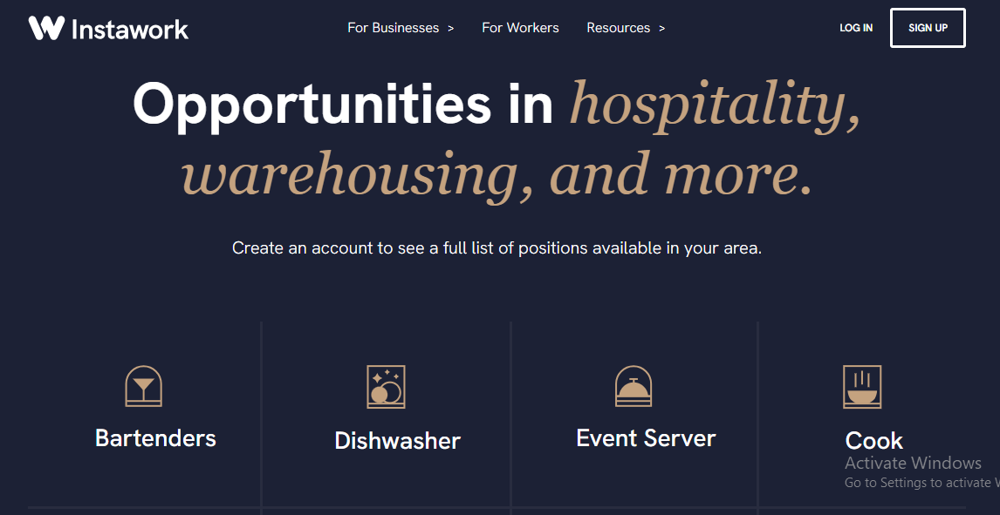 Instawork
For Businesses >
For Workers
Resources >
LOG IN
SIGN UP
Opportunities in hospitality,
warehousing, and more.
Create an account to see a full list of positions available in your area.
Bartenders
Dishwasher
Event Server
Cook
Activate Windows
Go to Settings to activate W